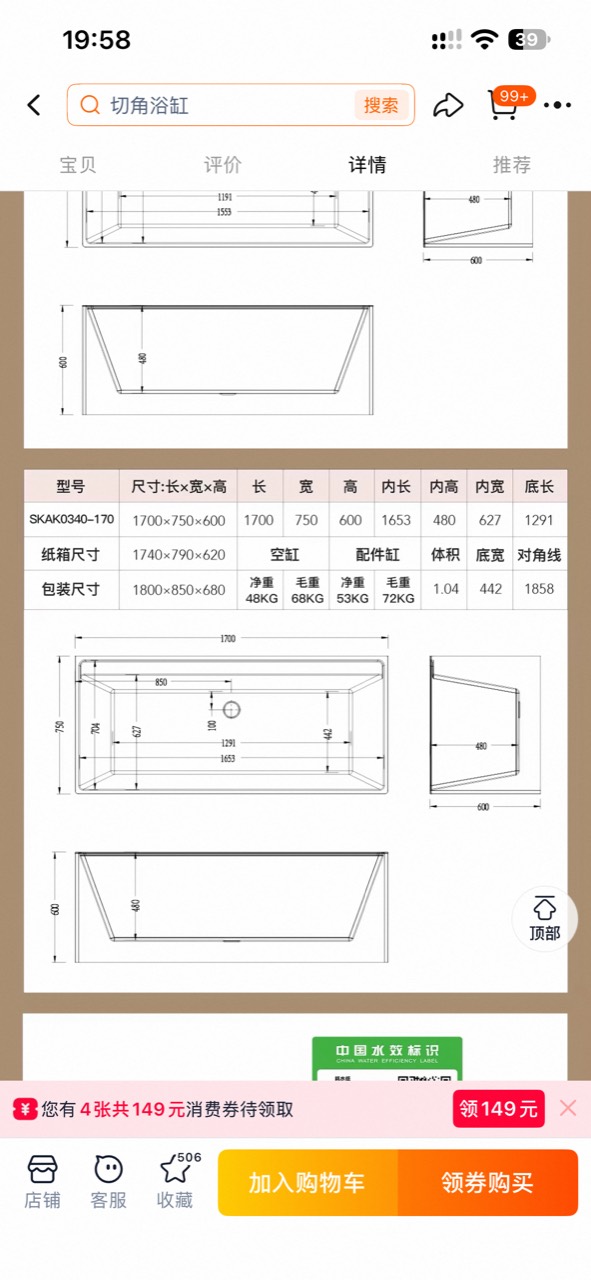 19:58
39
切角浴缸
搜索
99+
宝贝 评价 详情 推荐
1191
1553
480
600
600
480
型号 尺寸:长×宽×高 长 宽 高 内长 内高 内宽 底长
SKAK0340-170 1700×750×600 1700 750 600 1653 480 627 1291
纸箱尺寸 1740×790×620 空缸 配件缸 体积 底宽 对角线
包装尺寸 1800×850×680 净重 48KG 毛重 68KG 净重 53KG 毛重 72KG 1.04 442 1858
1700
850
750
704
627
100
442
1291
1653
480
600
600
480
顶部
中国水效标识
CHINA WATER EFFICIENCY LABEL
您有4张共149元消费券待领取
领149元
店铺
客服
506
收藏
加入购物车
领券购买